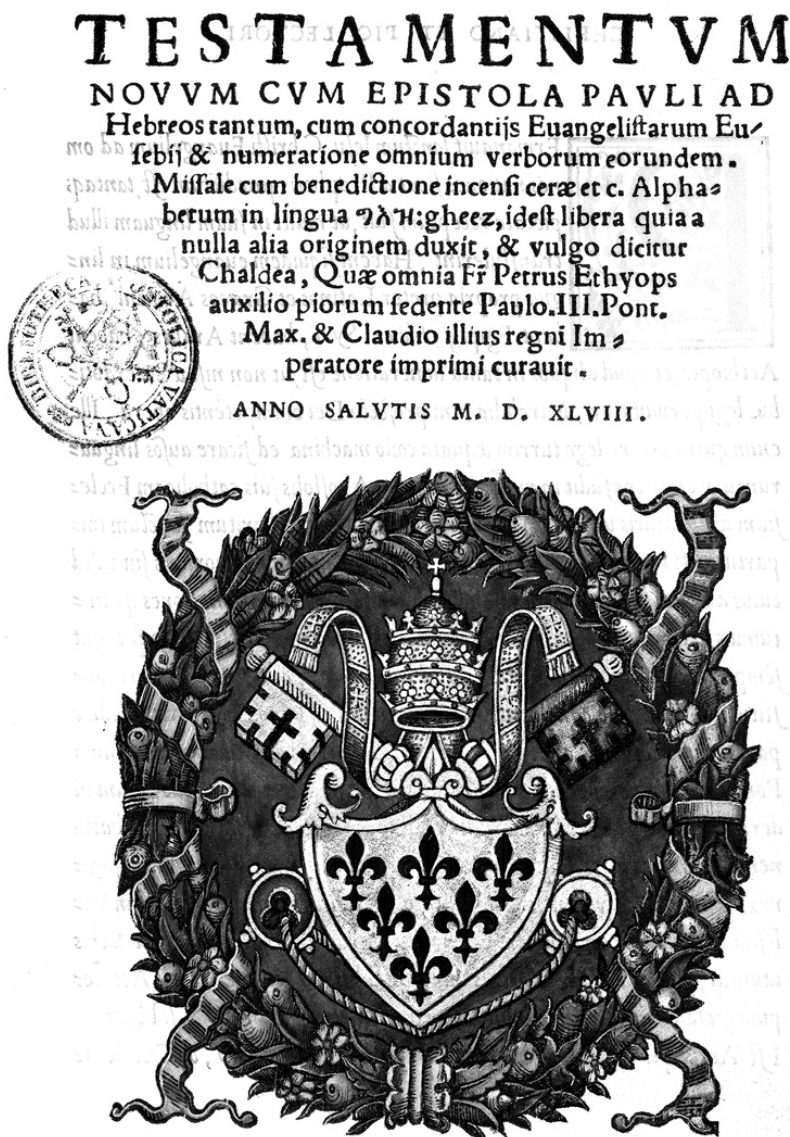 TESTAMENTVM
NOVVM CVM EPISTOLA PAVLI AD
Hebreos tantum, cum concordantijs Euangeliſtarum Eu⸗
ſebij & numeratione omnium verborum eorundem.
Miſſale cum benedictione incenſi ceræ et c. Alpha⸗
betum in lingua ግእዝ:gheez, ideſt libera quia a
nulla alia originem duxit, & vulgo dicitur
Chaldea, Quæ omnia Fr̃ Petrus Ethyops
auxilio piorum ſedente Paulo.III.Pont.
Max. & Claudio illius regni Im⸗
peratore imprimi curauit.
ANNO SALVTIS M. D. XLVIII.
BIBLIOTECA APOSTOLICA VATICANA